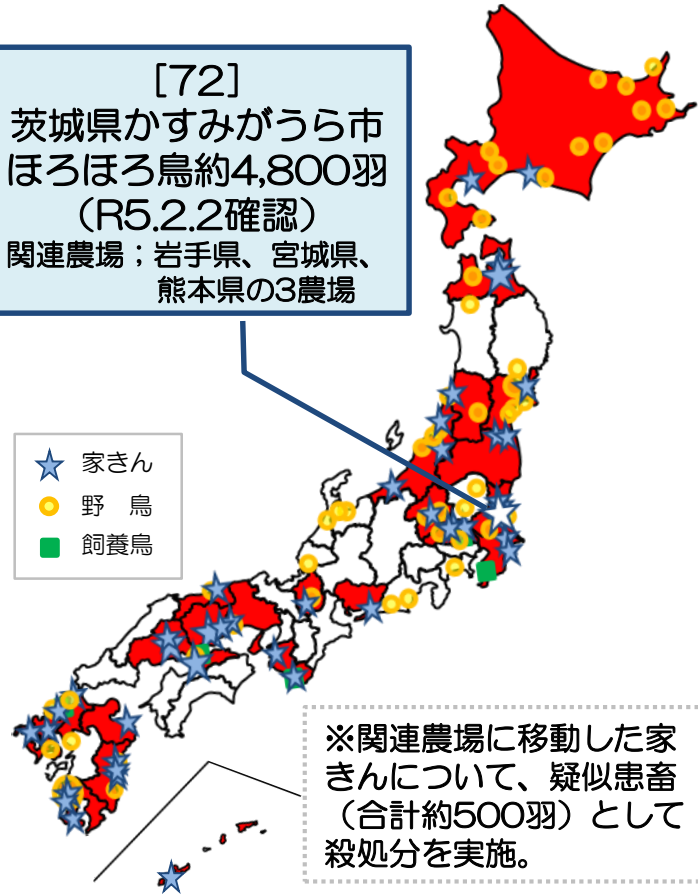 ［72］
茨城県かすみがうら市
ほろほろ鳥約4,800羽
（R5.2.2確認）
関連農場；岩手県、宮城県、
熊本県の3農場
家きん
野　鳥
飼養鳥
※関連農場に移動した家
きんについて、疑似患畜
（合計約500羽）として
殺処分を実施。